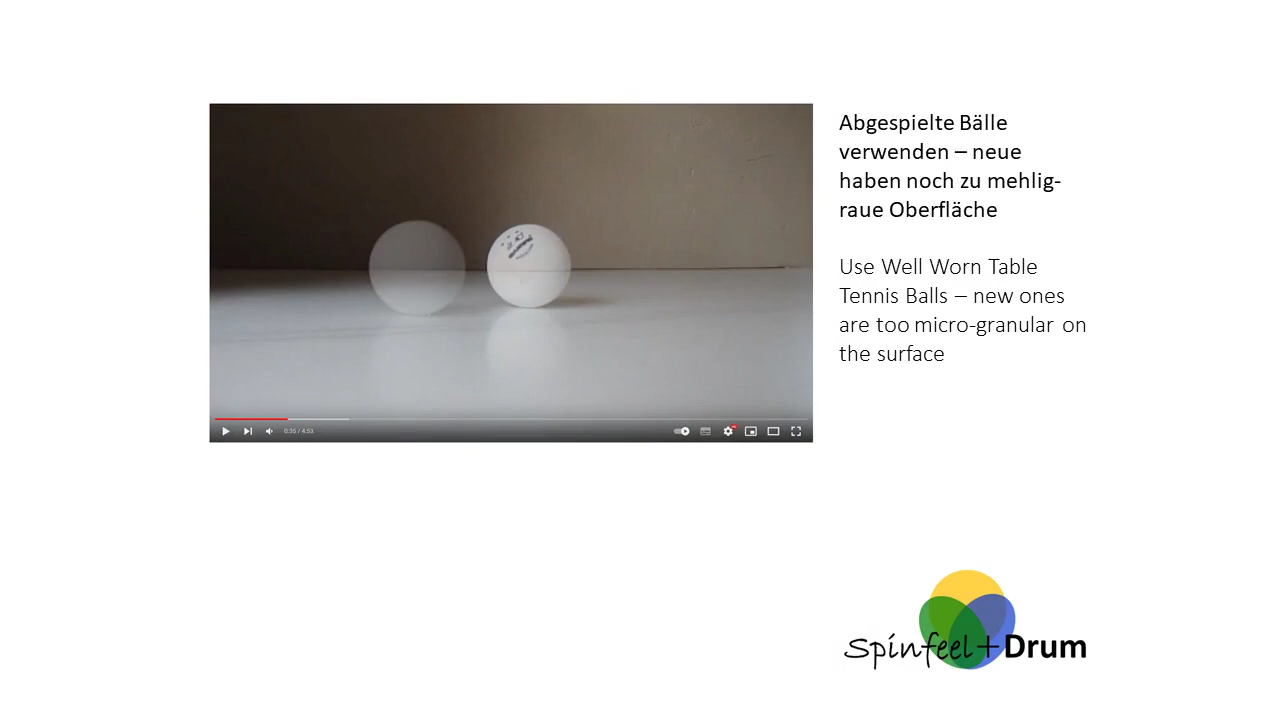 Abgespielte Bälle
verwenden – neue
haben noch zu mehlig-
raue Oberfläche
Use Well Worn Table
Tennis Balls – new ones
are too micro-granular on
the surface
0:35 / 4:53
Spinfeel+Drum